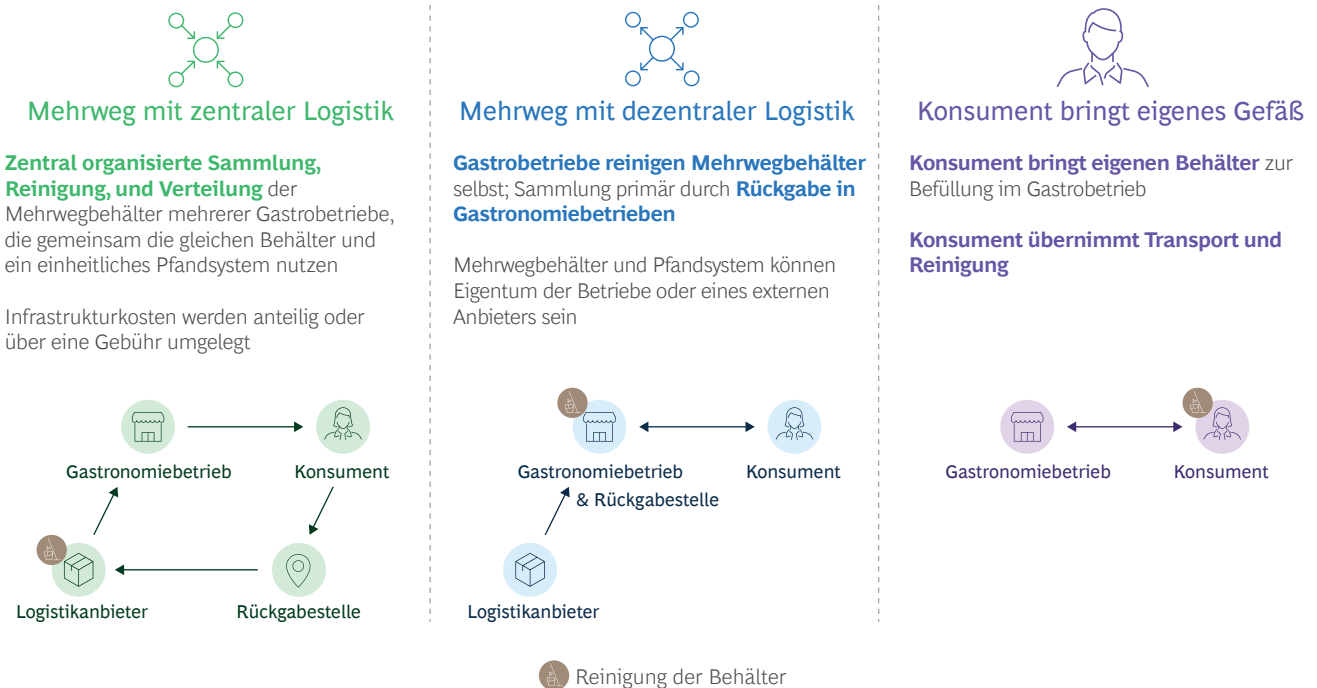 Mehrweg mit zentraler Logistik
Zentral organisierte Sammlung,
Reinigung, und Verteilung der
Mehrwegbehälter mehrerer Gastrobetriebe,
die gemeinsam die gleichen Behälter und
ein einheitliches Pfandsystem nutzen
Infrastrukturkosten werden anteilig oder
über eine Gebühr umgelegt
Gastronomiebetrieb
Konsument
Logistikanbieter
Rückgabestelle
Mehrweg mit dezentraler Logistik
Gastrobetriebe reinigen Mehrwegbehälter
selbst; Sammlung primär durch Rückgabe in
Gastronomiebetrieben
Mehrwegbehälter und Pfandsystem können
Eigentum der Betriebe oder eines externen
Anbieters sein
Gastronomiebetrieb
& Rückgabestelle
Konsument
Logistikanbieter
Konsument bringt eigenes Gefäß
Konsument bringt eigenen Behälter zur
Befüllung im Gastrobetrieb
Konsument übernimmt Transport und
Reinigung
Gastronomiebetrieb
Konsument
Reinigung der Behälter